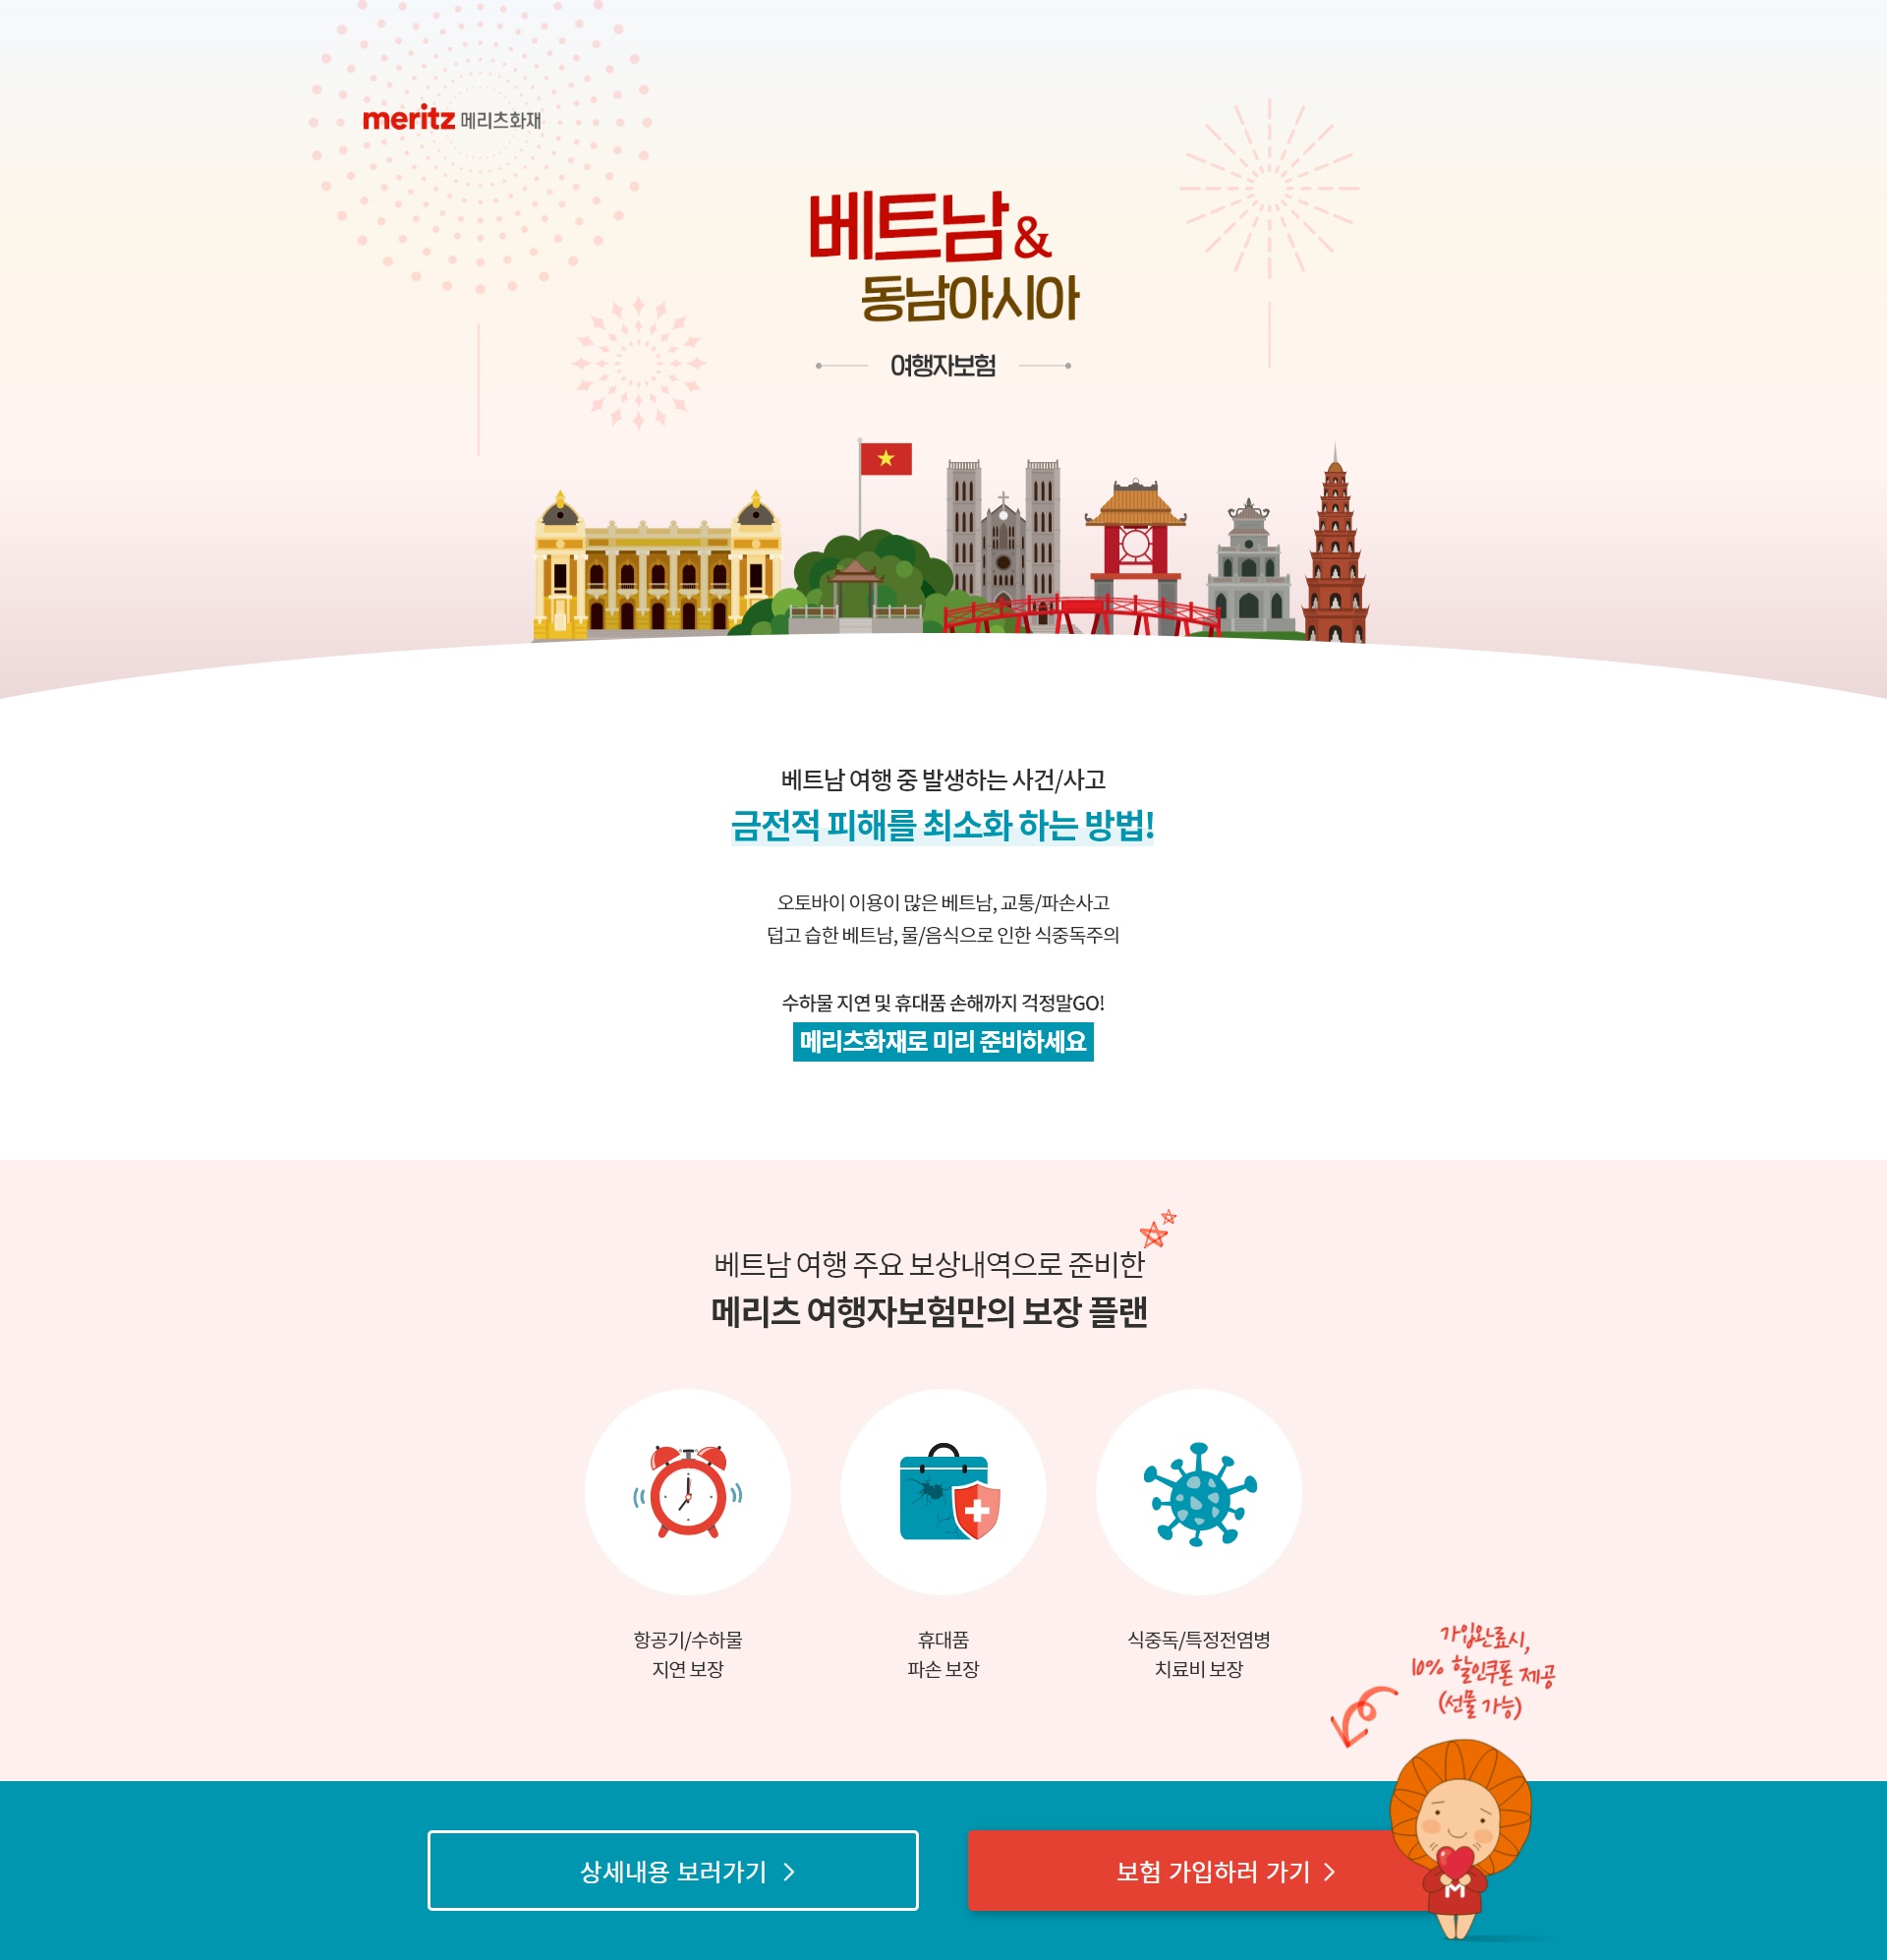 meritz 메리츠화재
베트남 &
동남아시아
여행자보험
베트남 여행 중 발생하는 사건/사고
금전적 피해를 최소화 하는 방법!
오토바이 이용이 많은 베트남, 교통/파손사고
덥고 습한 베트남, 물/음식으로 인한 식중독주의
수하물 지연 및 휴대품 손해까지 걱정말GO!
메리츠화재로 미리 준비하세요
베트남 여행 주요 보상내역으로 준비한
메리츠 여행자보험만의 보장 플랜
항공기/수하물
지연 보장
휴대품
파손 보장
식중독/특정전염병
치료비 보장
가입완료시,
10% 할인쿠폰 제공
(선물 가능)
상세내용 보러가기 >
보험 가입하러 가기 >
M